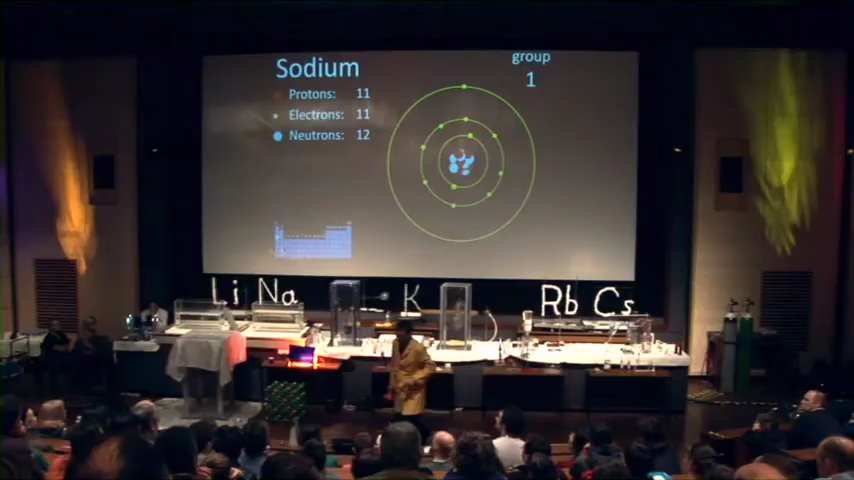 Sodium
group
1
Protons: 11
Electrons: 11
Neutrons: 12
Li Na K Rb Cs